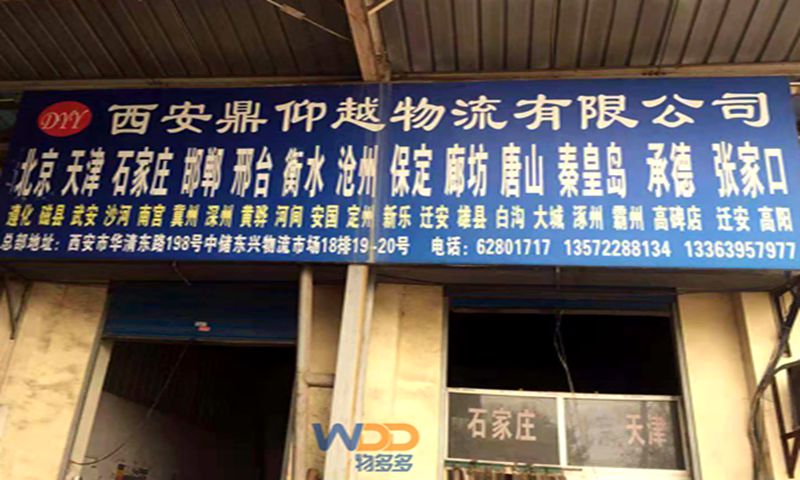 DYY 西安鼎仰越物流有限公司
北京 天津 石家庄 邯郸 邢台 衡水 沧州 保定 廊坊 唐山 秦皇岛 承德 张家口
遵化 磁县 武安 沙河 南宫 冀州 深州 黄骅 河间 安国 定州 新乐 迁安 雄县 白沟 大城 涿州 霸州 高碑店 迁安 高阳
总部地址：西安市华清东路198号中储东兴物流市场18排19-20号 电话：62801717 13572288134 13363957977
石家庄 天津
WDD
物多多